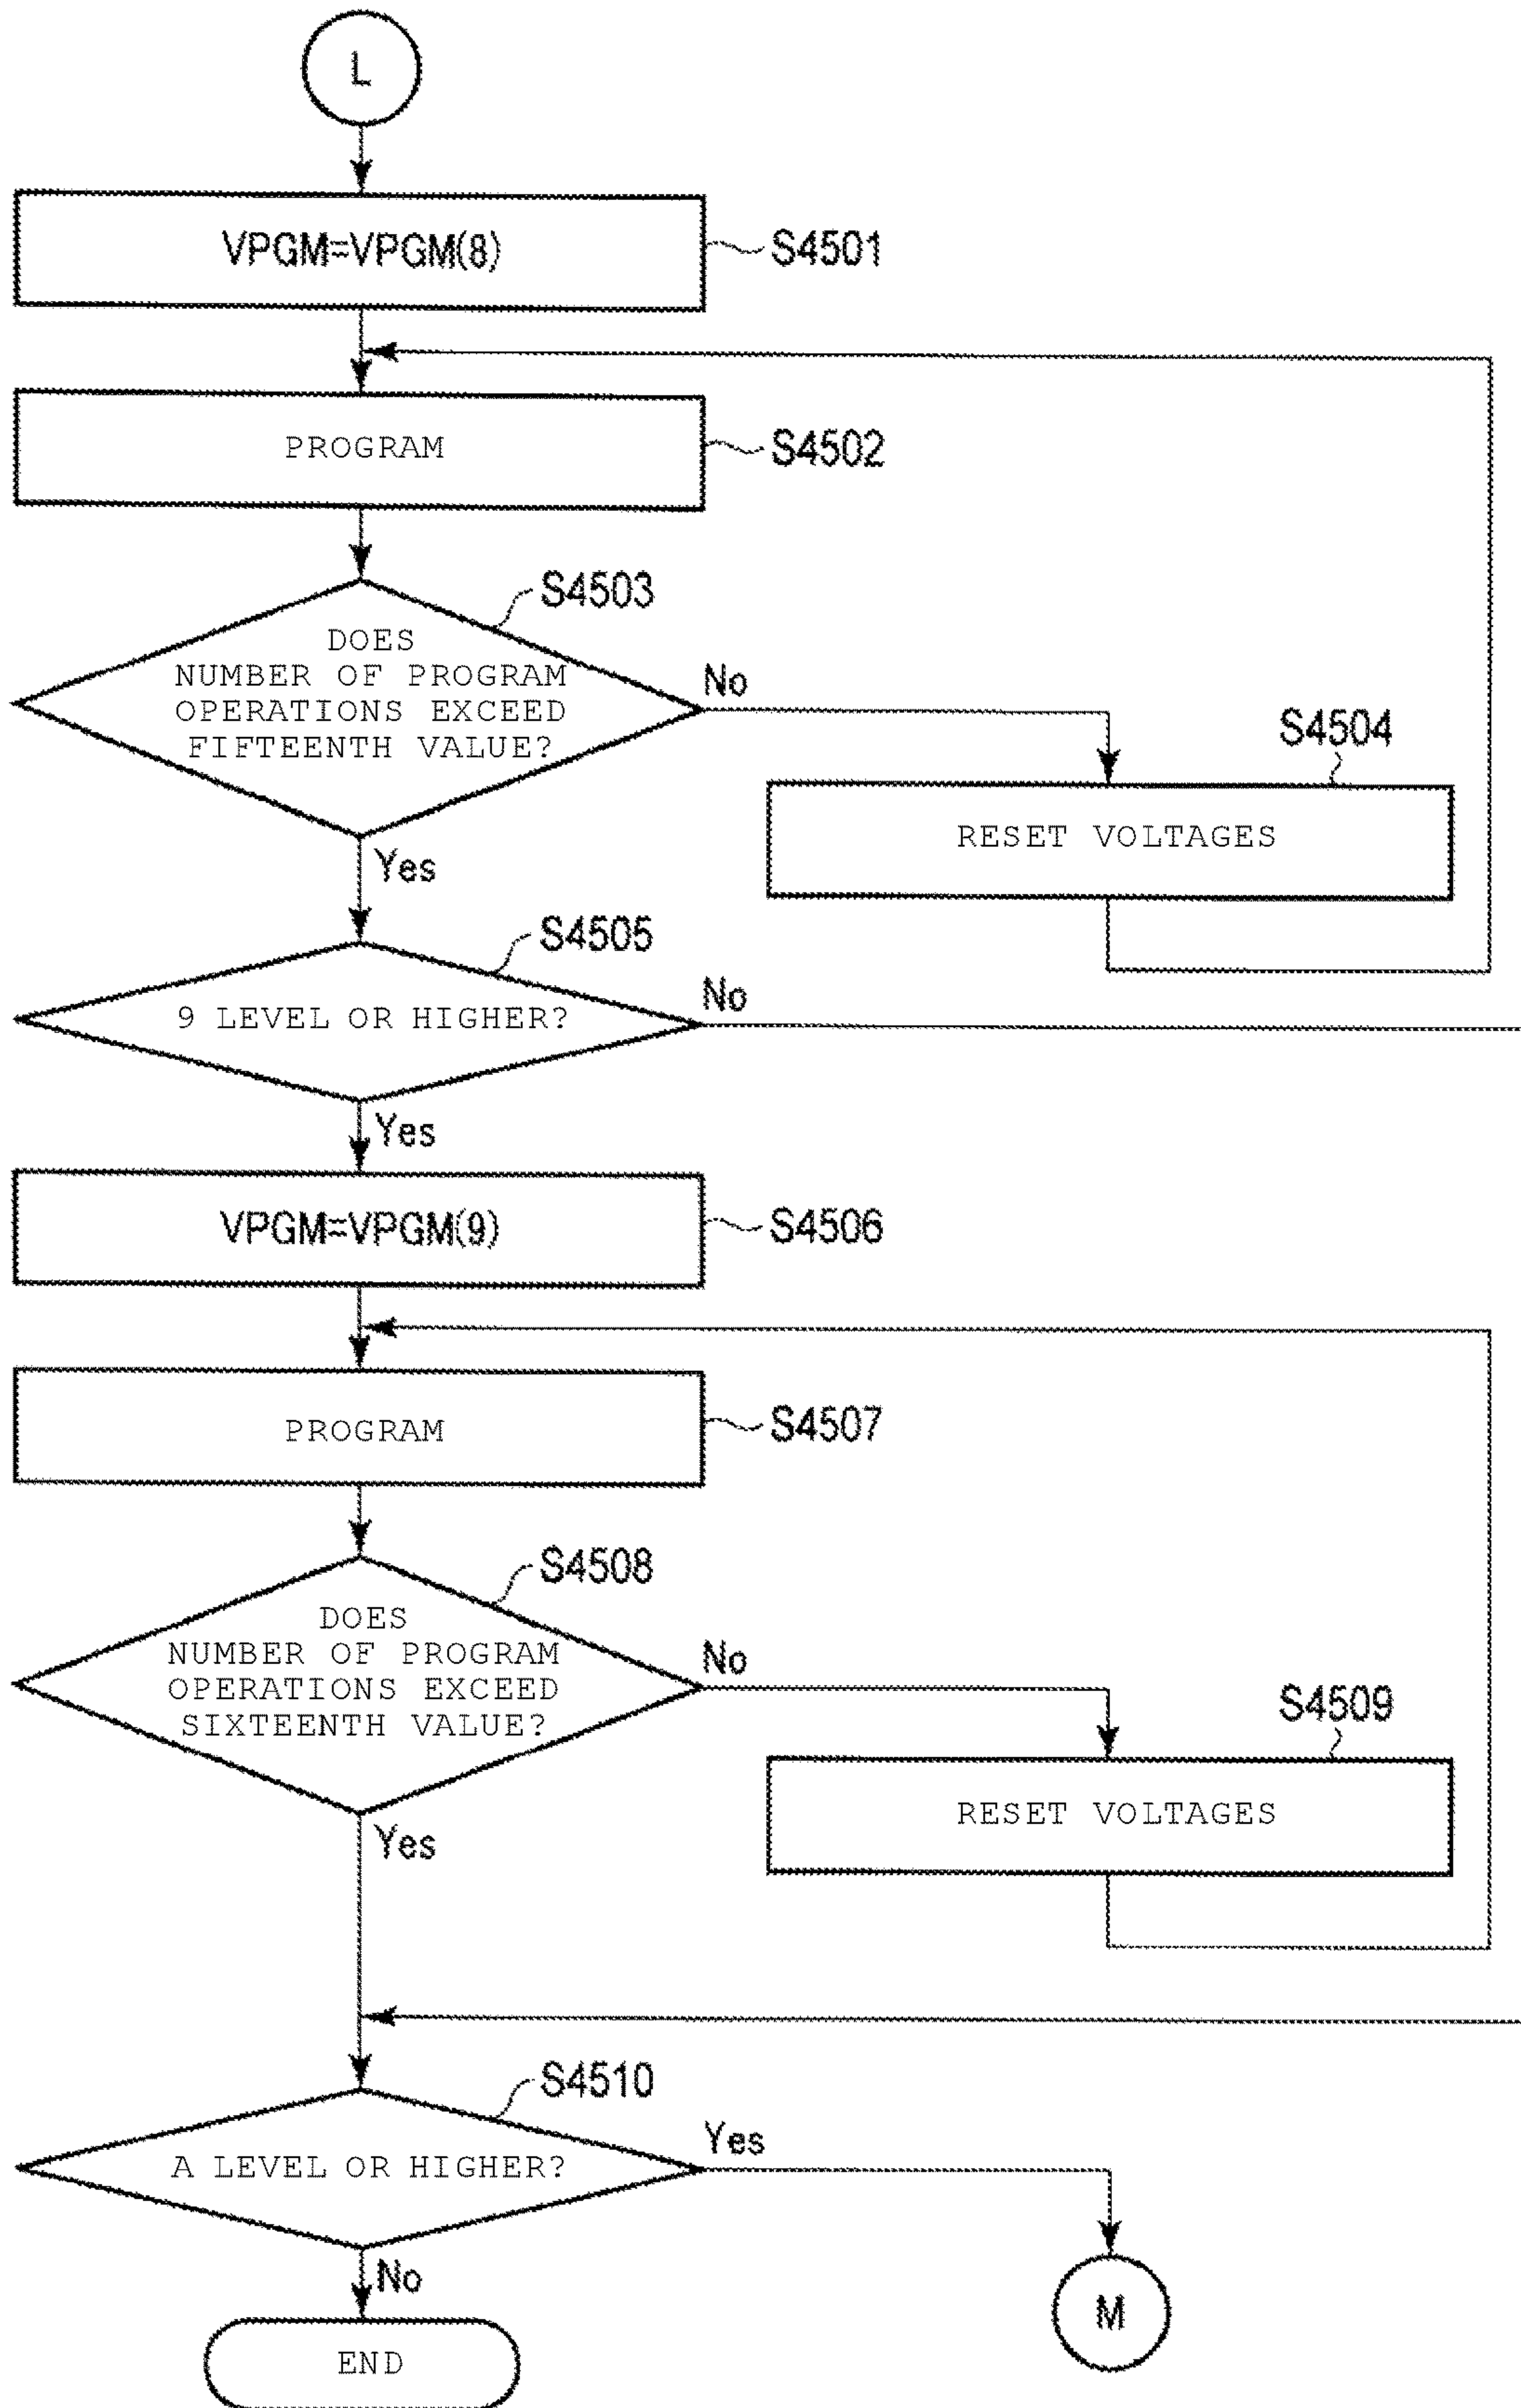 L
VPGM=VPGM(8)
S4501
PROGRAM
S4502
S4503
DOES
NUMBER OF PROGRAM
OPERATIONS EXCEED
FIFTEENTH VALUE?
No
S4504
RESET VOLTAGES
Yes
S4505
9 LEVEL OR HIGHER?
No
Yes
VPGM=VPGM(9)
S4506
PROGRAM
S4507
S4508
DOES
NUMBER OF PROGRAM
OPERATIONS EXCEED
SIXTEENTH VALUE?
No
S4509
RESET VOLTAGES
Yes
S4510
A LEVEL OR HIGHER?
Yes
No
M
END